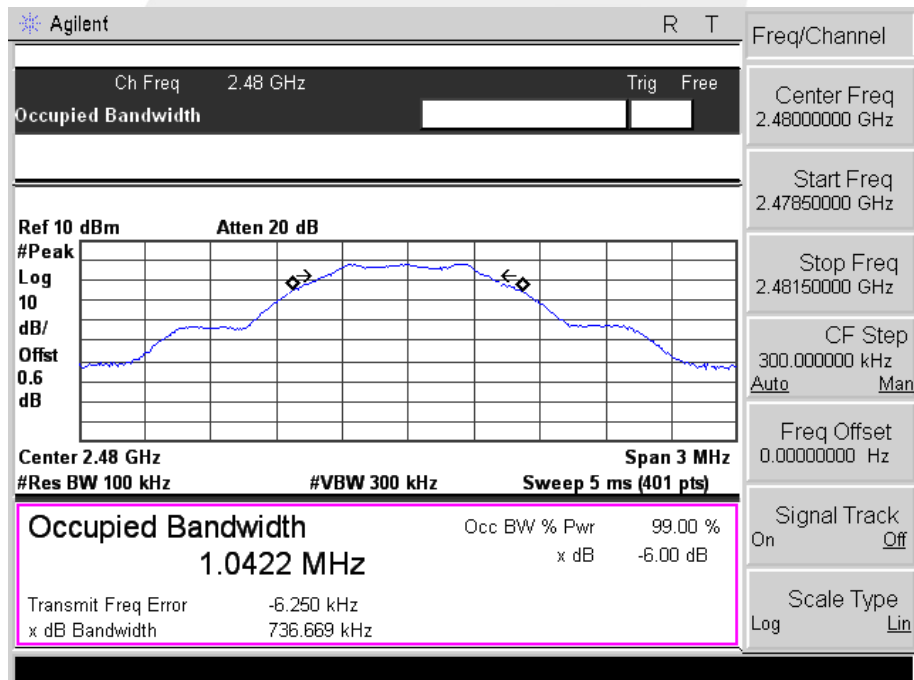 Agilent R T
Ch Freq 2.48 GHz Trig Free
Occupied Bandwidth
Ref 10 dBm Atten 20 dB
#Peak
Log
10
dB/
Offst
0.6
dB
Center 2.48 GHz Span 3 MHz
#Res BW 100 kHz #VBW 300 kHz Sweep 5 ms (401 pts)
Occupied Bandwidth
1.0422 MHz
Occ BW % Pwr 99.00 %
x dB -6.00 dB
Transmit Freq Error -6.250 kHz
x dB Bandwidth 736.669 kHz
Freq/Channel
Center Freq
2.48000000 GHz
Start Freq
2.47850000 GHz
Stop Freq
2.48150000 GHz
CF Step
300.000000 kHz
Auto Man
Freq Offset
0.00000000 Hz
Signal Track
On Off
Scale Type
Log Lin